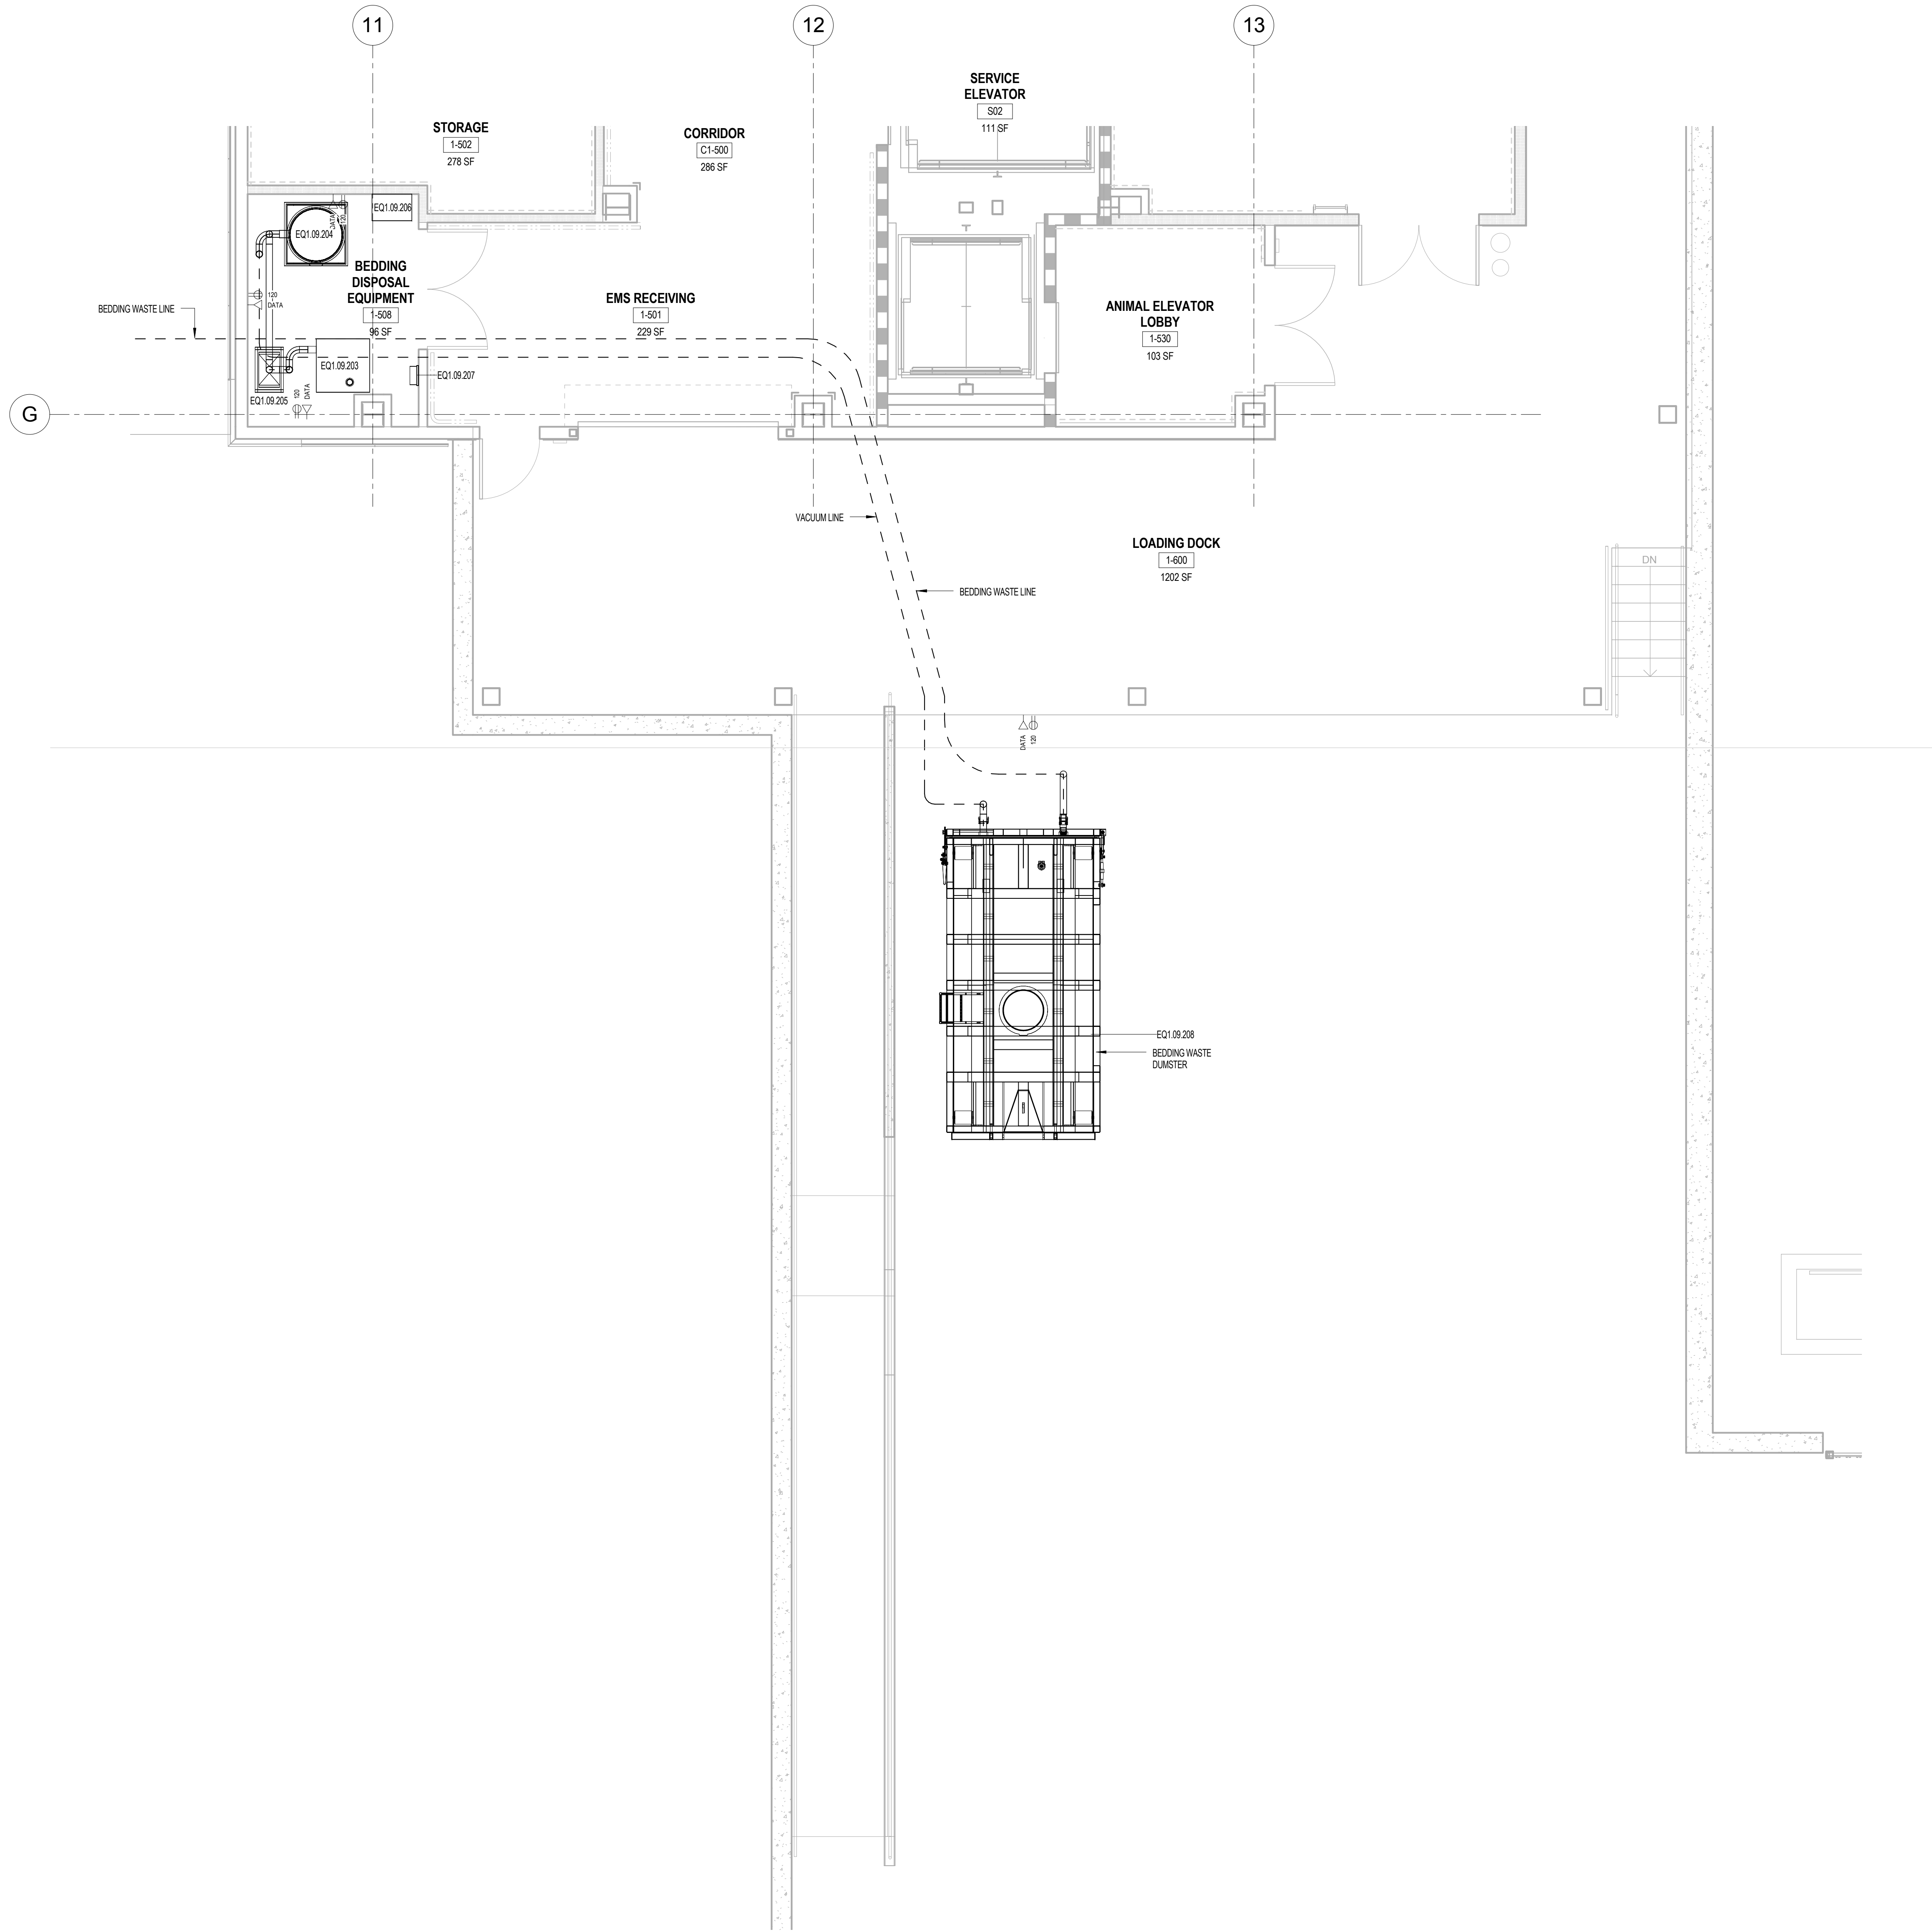 11
12
13
SERVICE
ELEVATOR
S02
111 SF
STORAGE
1-502
278 SF
CORRIDOR
C1-500
286 SF
EQ1.09.206
DATA
120
EQ1.09.204
BEDDING
DISPOSAL
EQUIPMENT
1-508
96 SF
120
DATA
BEDDING WASTE LINE
EMS RECEIVING
1-501
229 SF
ANIMAL ELEVATOR
LOBBY
1-530
103 SF
EQ1.09.203
EQ1.09.207
EQ1.09.205
120
DATA
G
VACUUM LINE
LOADING DOCK
1-600
1202 SF
DN
BEDDING WASTE LINE
DATA
120
EQ1.09.208
BEDDING WASTE
DUMSTER